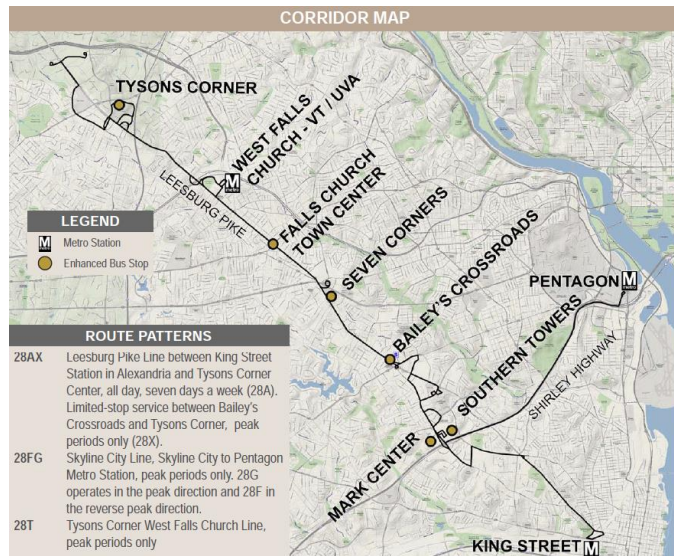 CORRIDOR MAP
TYSONS CORNER
WEST FALLS
CHURCH - VT / UVA
M
LEESBURG PIKE
FALLS CHURCH
TOWN CENTER
SEVEN CORNERS
BAILEY'S CROSSROADS
PENTAGON
M
SOUTHERN TOWERS
SHIRLEY HIGHWAY
MARK CENTER
KING STREET
M
LEGEND
M
Metro Station
Enhanced Bus Stop
ROUTE PATTERNS
28AX
Leesburg Pike Line between King Street
Station in Alexandria and Tysons Corner
Center, all day, seven days a week (28A).
Limited-stop service between Bailey's
Crossroads and Tysons Corner, peak
periods only (28X).
28FG
Skyline City Line, Skyline City to Pentagon
Metro Station, peak periods only. 28G
operates in the peak direction and 28F in
the reverse peak direction.
28T
Tysons Corner West Falls Church Line,
peak periods only